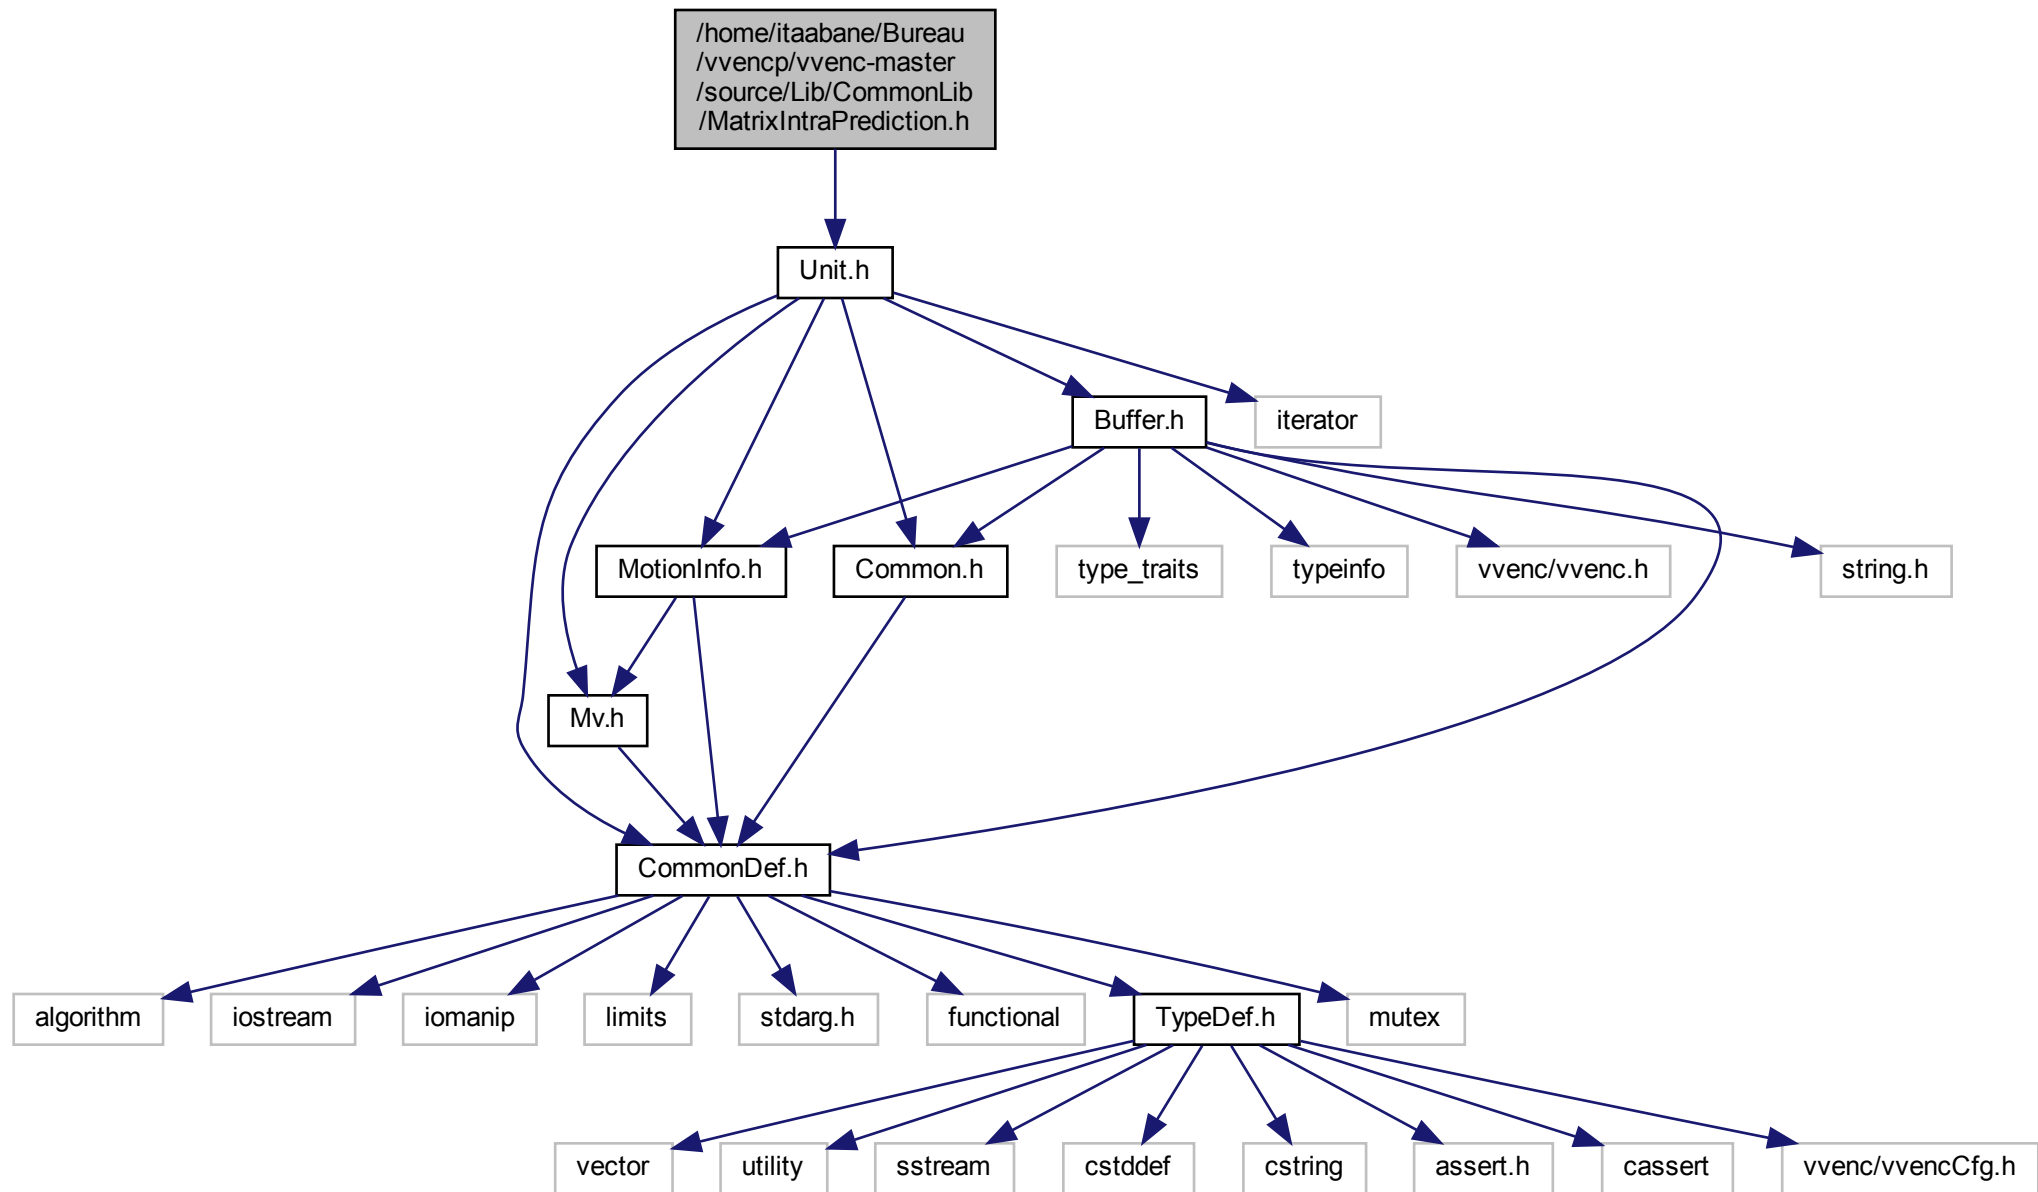 /home/itaabane/Bureau
/vvencp/vvenc-master
/source/Lib/CommonLib
/MatrixIntraPrediction.h
Unit.h
Buffer.h
iterator
MotionInfo.h
Common.h
type_traits
typeinfo
vvenc/vvenc.h
string.h
Mv.h
CommonDef.h
algorithm
iostream
iomanip
limits
stdarg.h
functional
TypeDef.h
mutex
vector
utility
sstream
cstddef
cstring
assert.h
cassert
vvenc/vvencCfg.h